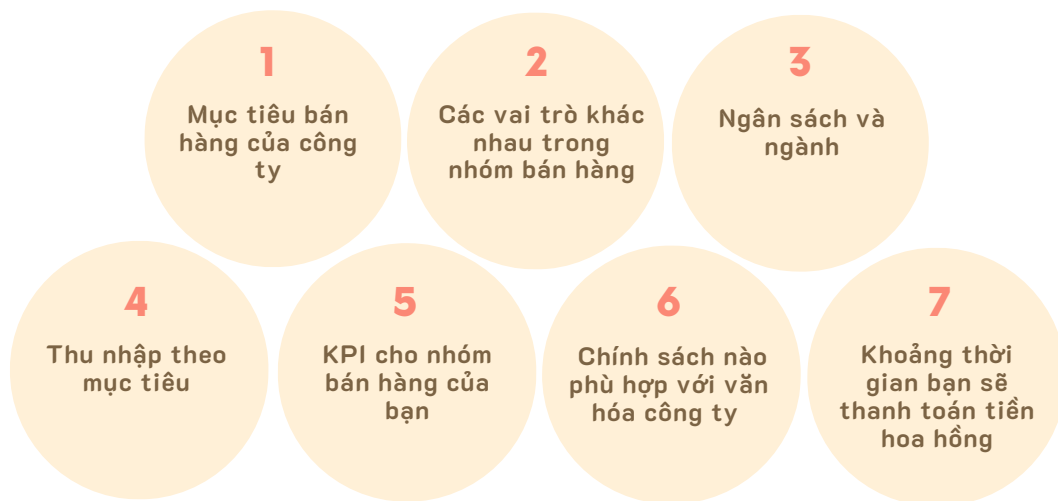 1
Mục tiêu bán
hàng của công
ty
2
Các vai trò khác
nhau trong
nhóm bán hàng
3
Ngân sách và
ngành
4
Thu nhập theo
mục tiêu
5
KPI cho nhóm
bán hàng của
bạn
6
Chính sách nào
phù hợp với văn
hóa công ty
7
Khoảng thời
gian bạn sẽ
thanh toán tiền
hoa hồng